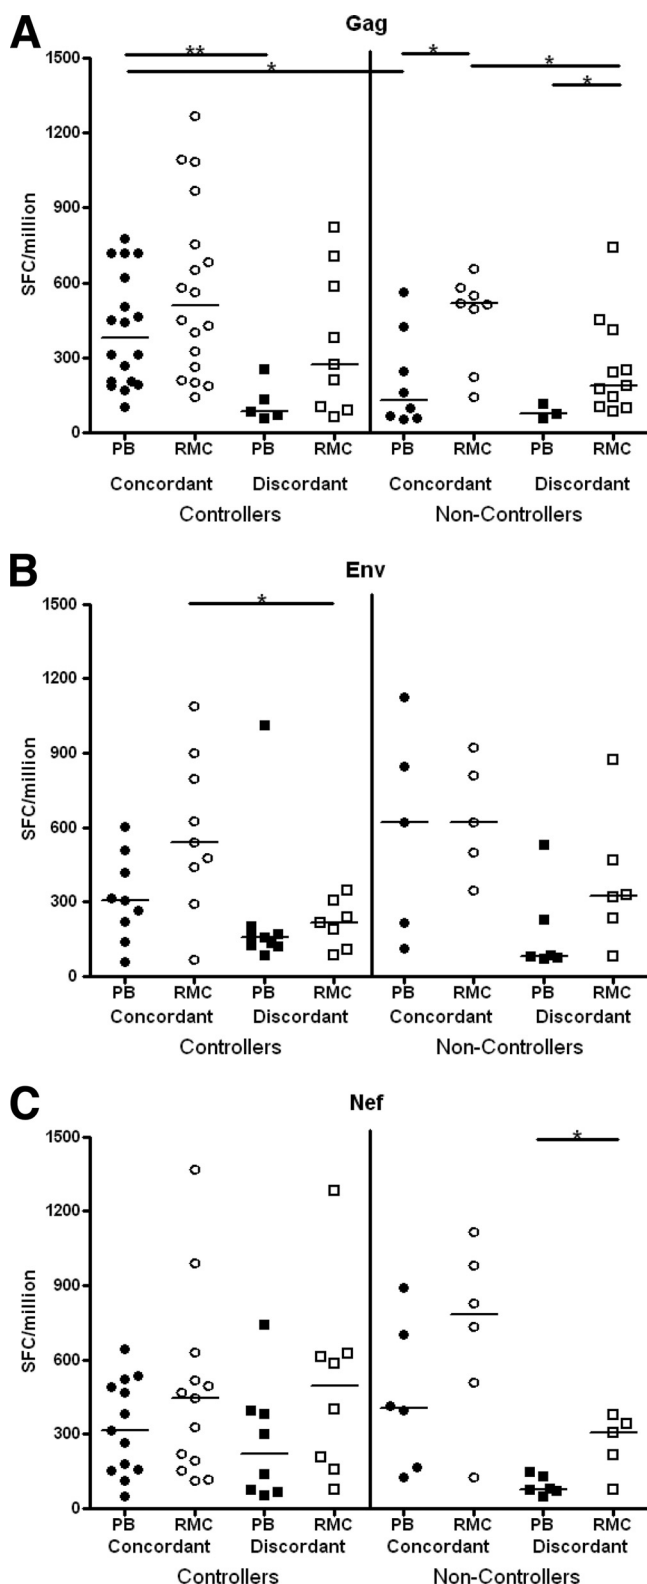 A
Gag
**
*
*
*
*
SFC/million
1500
1200
900
600
300
0
PB RMC PB RMC PB RMC PB RMC
Concordant Discordant Concordant Discordant
Controllers Non-Controllers
B
Env
*
SFC/million
1500
1200
900
600
300
0
PB RMC PB RMC PB RMC PB RMC
Concordant Discordant Concordant Discordant
Controllers Non-Controllers
C
Nef
*
SFC/million
1500
1200
900
600
300
0
PB RMC PB RMC PB RMC PB RMC
Concordant Discordant Concordant Discordant
Controllers Non-Controllers